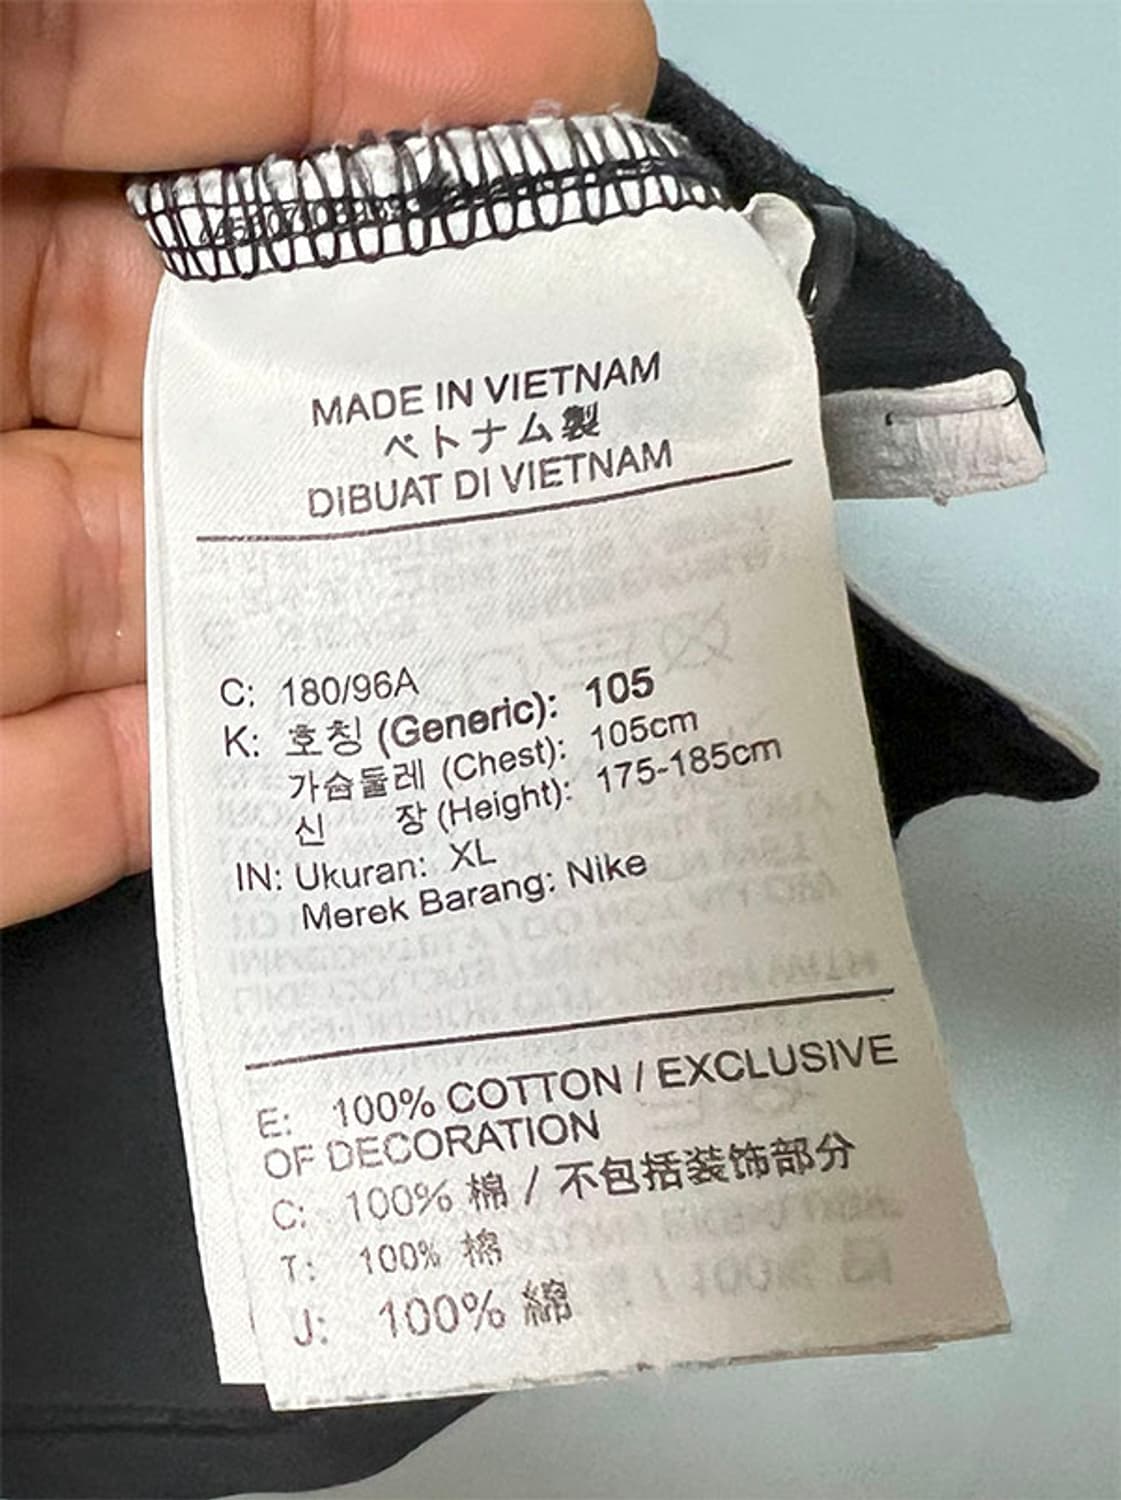 MADE IN VIETNAM
ベトナム製
DIBUAT DI VIETNAM
C: 180/96A
K: 호칭 (Generic): 105
가슴둘레 (Chest): 105cm
신 장 (Height): 175-185cm
IN: Ukuran: XL
Merek Barang: Nike
E: 100% COTTON / EXCLUSIVE
OF DECORATION
C: 100% 棉 / 不包括装饰部分
T: 100% 棉
J: 100% 綿